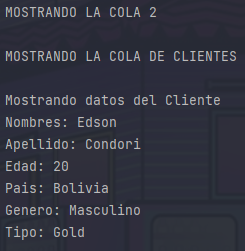 MOSTRANDO LA COLA 2
MOSTRANDO LA COLA DE CLIENTES
Mostrando datos del Cliente
Nombres: Edson
Apellido: Condori
Edad: 20
Pais: Bolivia
Genero: Masculino
Tipo: Gold